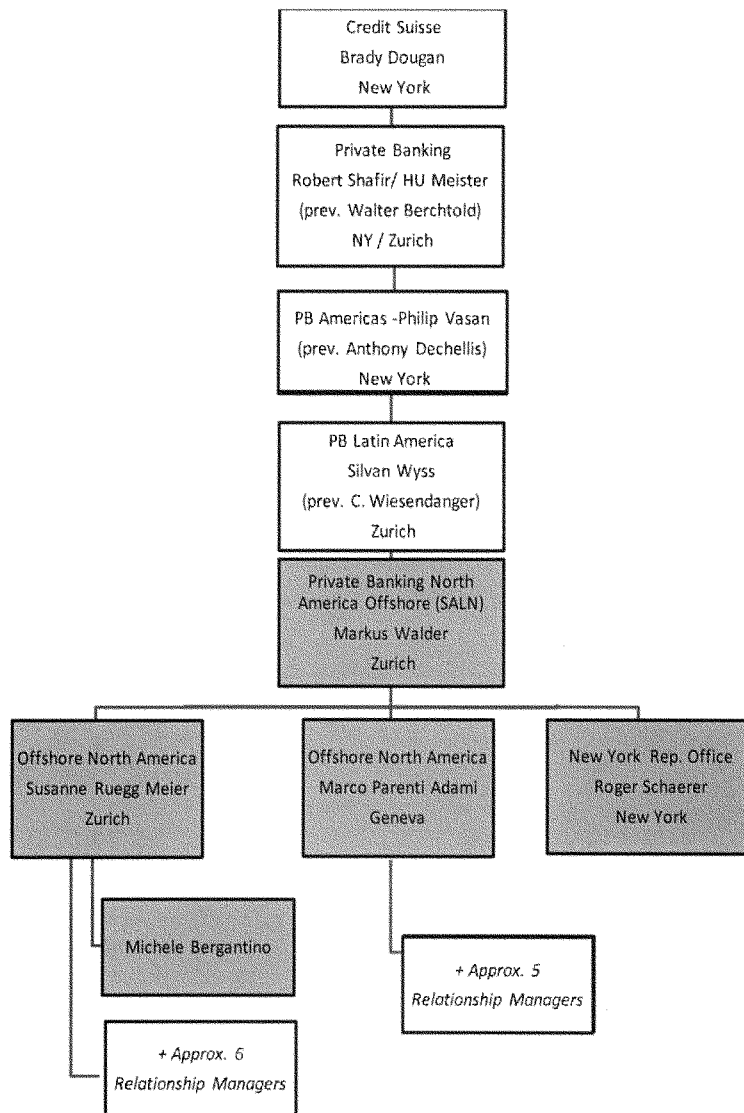 Credit Suisse
Brady Dougan
New York
Private Banking
Robert Shafir/ HU Meister
(prev. Walter Berchtold)
NY / Zurich
PB Americas -Philip Vasan
(prev. Anthony Dechellis)
New York
PB Latin America
Silvan Wyss
(prev. C. Wiesendanger)
Zurich
Private Banking North
America Offshore (SALN)
Markus Walder
Zurich
Offshore North America
Susanne Ruegg Meier
Zurich
Offshore North America
Marco Parenti Adami
Geneva
New York Rep. Office
Roger Schaerer
New York
Michele Bergantino
+ Approx. 5
Relationship Managers
+ Approx. 6
Relationship Managers